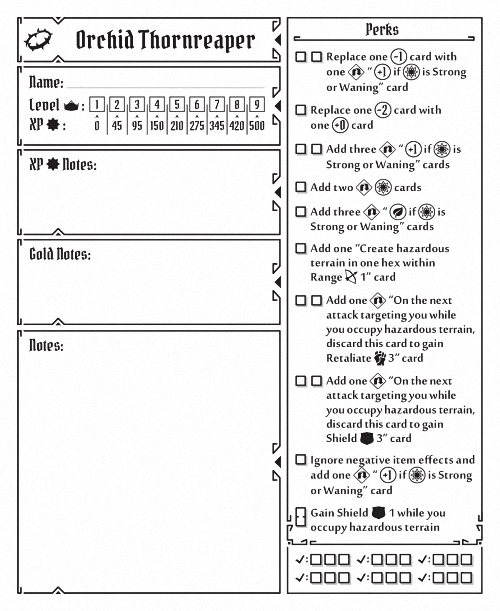 Orchid Thornreaper
Name:
Level : 1 2 3 4 5 6 7 8 9
XP : 0 45 95 150 210 275 345 420 500
XP Notes:
Gold Notes:
Notes:
Perks
Replace one -1 card with
one "+1 if is Strong
or Waning" card
Replace one -2 card with
one +0 card
Add three "+1 if is
Strong or Waning" cards
Add two cards
Add three " if is
Strong or Waning" cards
Add one "Create hazardous
terrain in one hex within
Range 1" card
Add one "On the next
attack targeting you while
you occupy hazardous terrain,
discard this card to gain
Retaliate 3" card
Add one "On the next
attack targeting you while
you occupy hazardous terrain,
discard this card to gain
Shield 3" card
Ignore negative item effects and
add one "+1 if is Strong
or Waning" card
Gain Shield 1 while you
occupy hazardous terrain